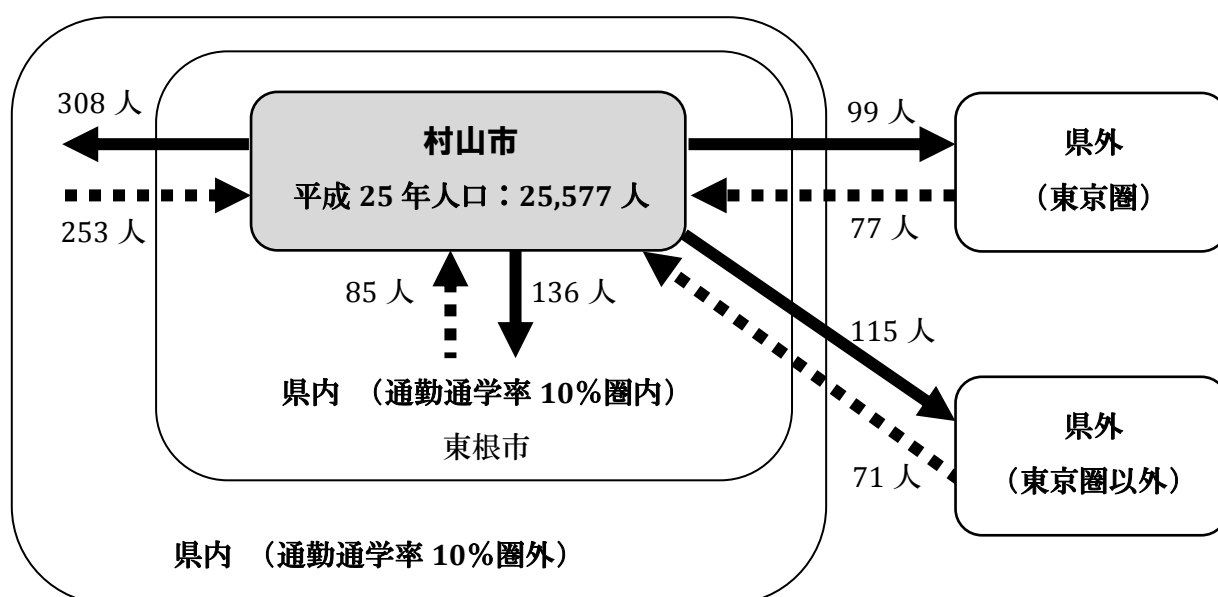 308 人
253 人
村山市
平成 25 年人口：25,577 人
99 人
77 人
県外
（東京圏）
85 人
136 人
115 人
71 人
県内 （通勤通学率 10%圏内）
東根市
県外
（東京圏以外）
県内 （通勤通学率 10%圏外）